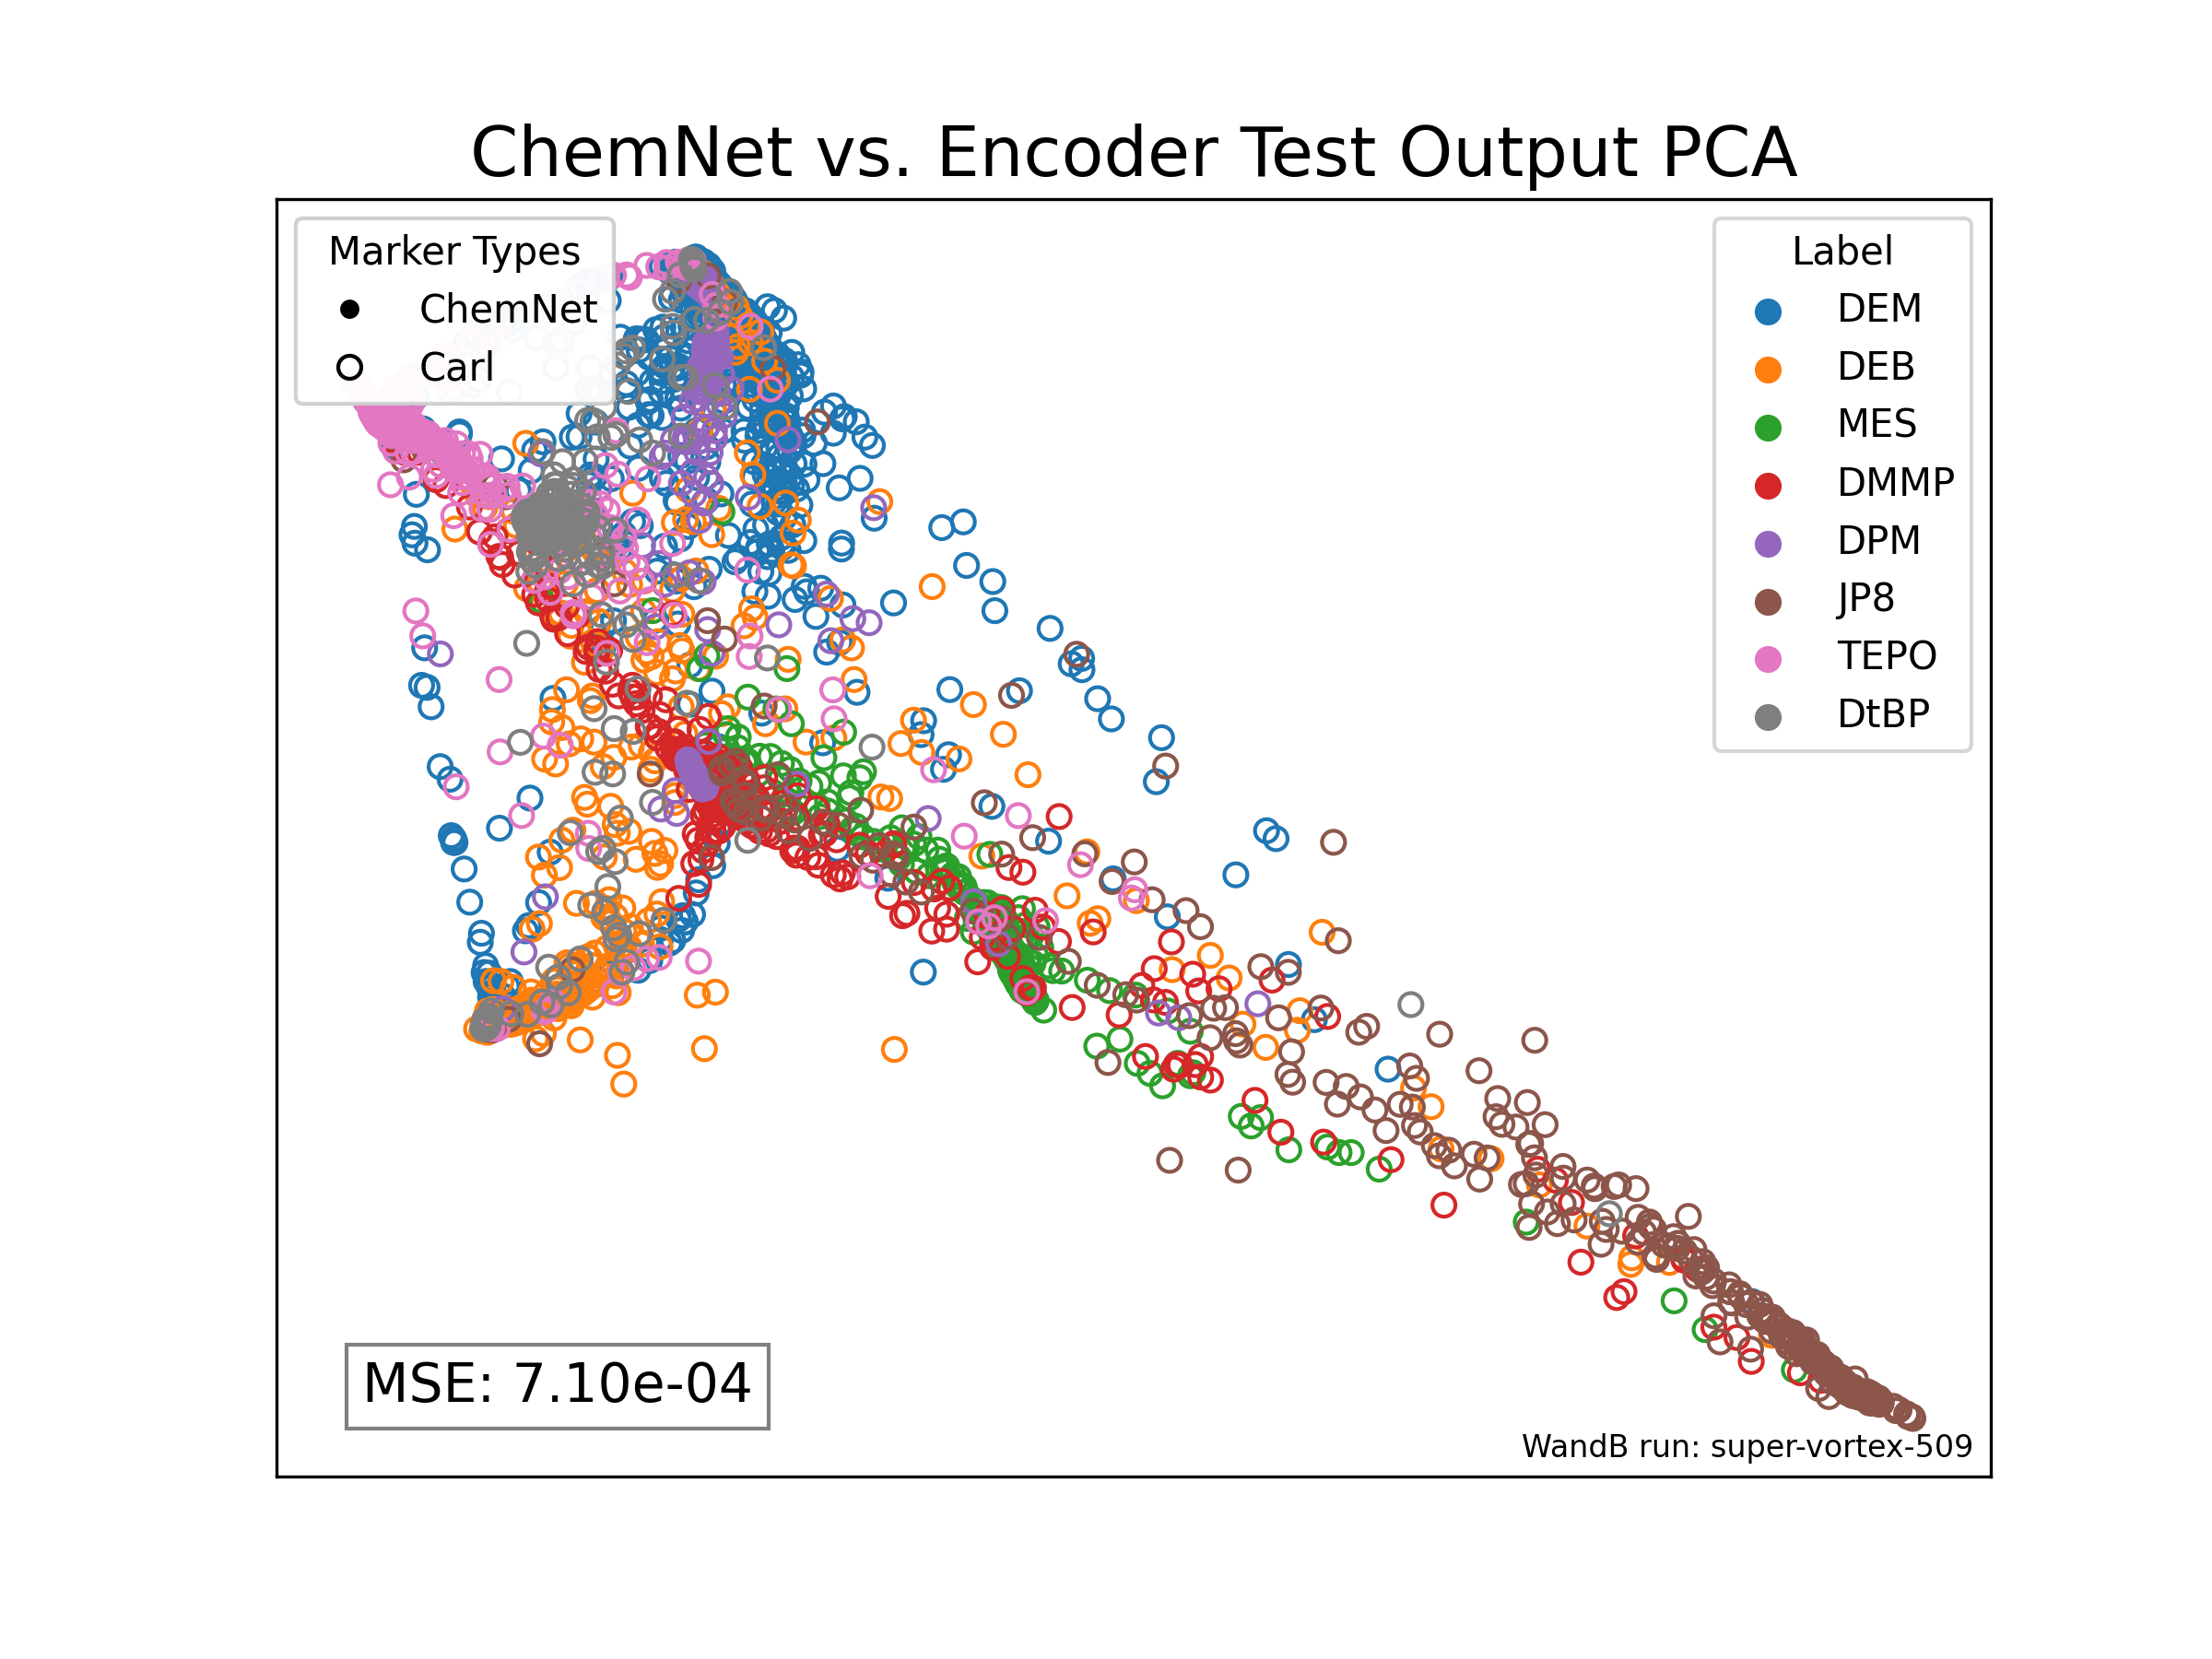 ChemNet vs. Encoder Test Output PCA
Marker Types
ChemNet
Carl
Label
DEM
DEB
MES
DMMP
DPM
JP8
TEPO
DtBP
MSE: 7.10e-04
WandB run: super-vortex-509